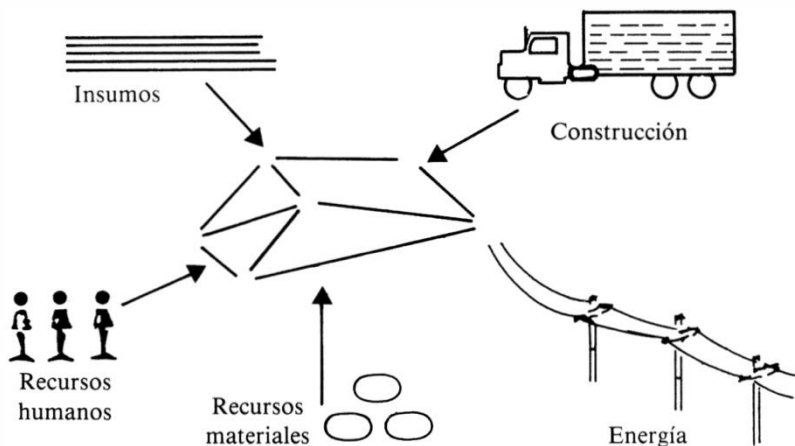 Insumos
Construcción
Recursos
humanos
Recursos
materiales
Energía